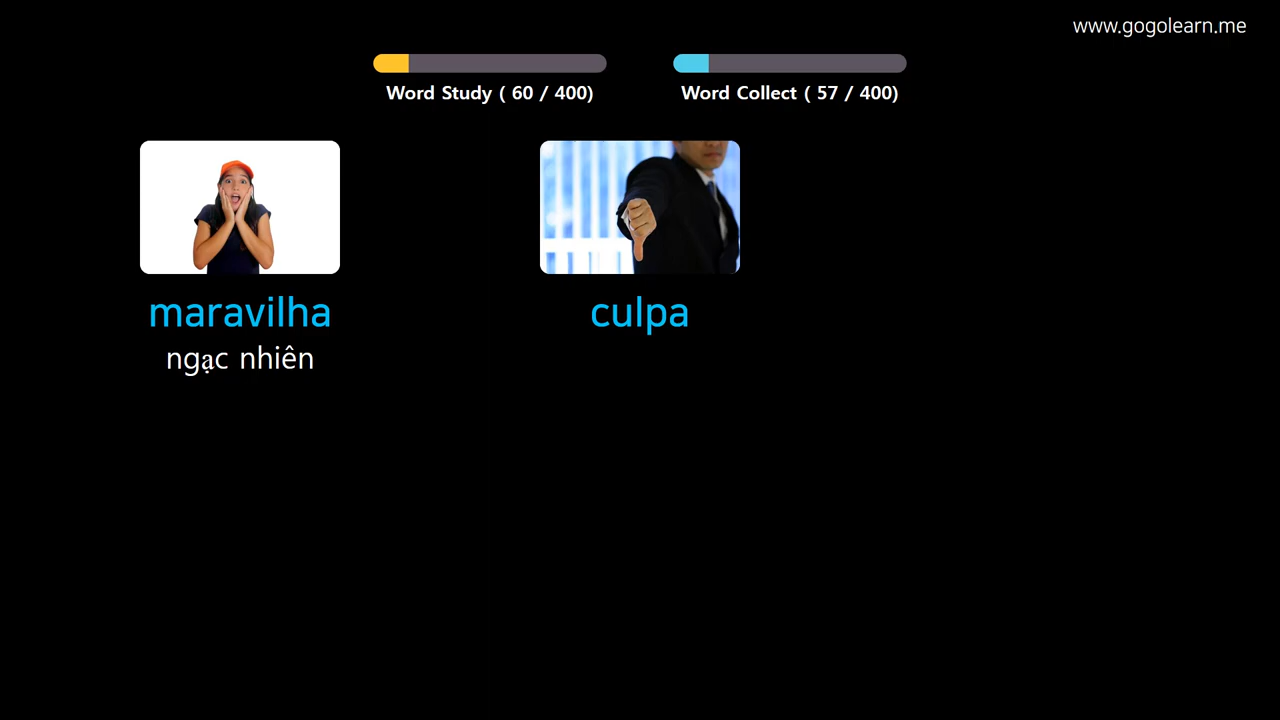 www.gogolearn.me
Word Study ( 60 / 400)
Word Collect ( 57 / 400)
maravilha
ngạc nhiên
culpa